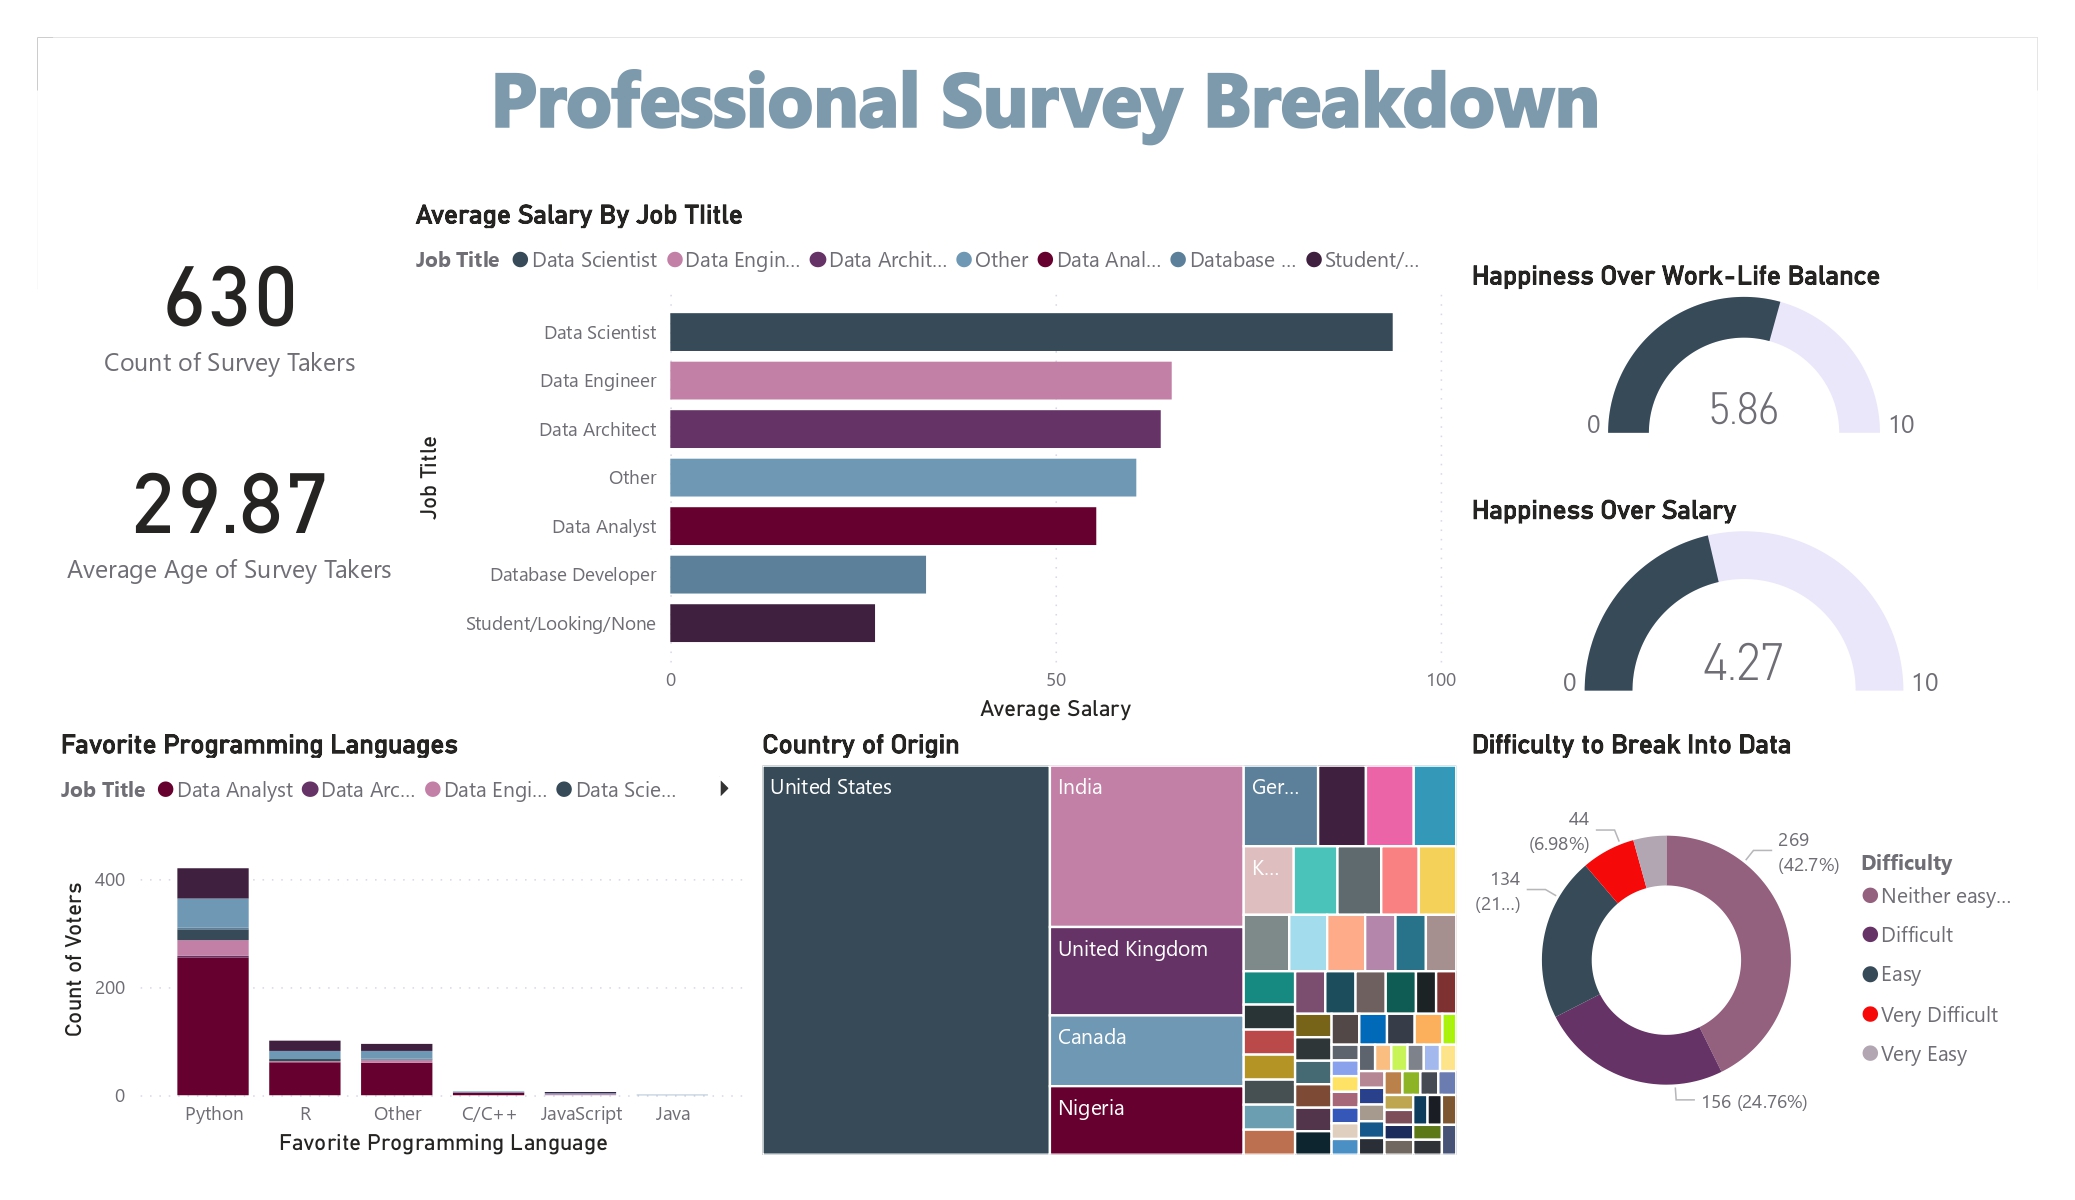 Professional Survey Breakdown
630
Count of Survey Takers
29.87
Average Age of Survey Takers
Average Salary By Job TIitle
Job Title Data Scientist Data Engin... Data Archit... Other Data Anal... Database ... Student/...
Job Title
Data Scientist
Data Engineer
Data Architect
Other
Data Analyst
Database Developer
Student/Looking/None
0 50 100
Average Salary
Happiness Over Work-Life Balance
5.86
0 10
Happiness Over Salary
4.27
0 10
Favorite Programming Languages
Job Title Data Analyst Data Arc... Data Engi... Data Scie...
Count of Voters
400
200
0
Python R Other C/C++ JavaScript Java
Favorite Programming Language
Country of Origin
United States
India
United Kingdom
Canada
Nigeria
Ger...
K...
Difficulty to Break Into Data
44
(6.98%)
269
(42.7%)
134
(21...)
156 (24.76%)
Difficulty
Neither easy...
Difficult
Easy
Very Difficult
Very Easy